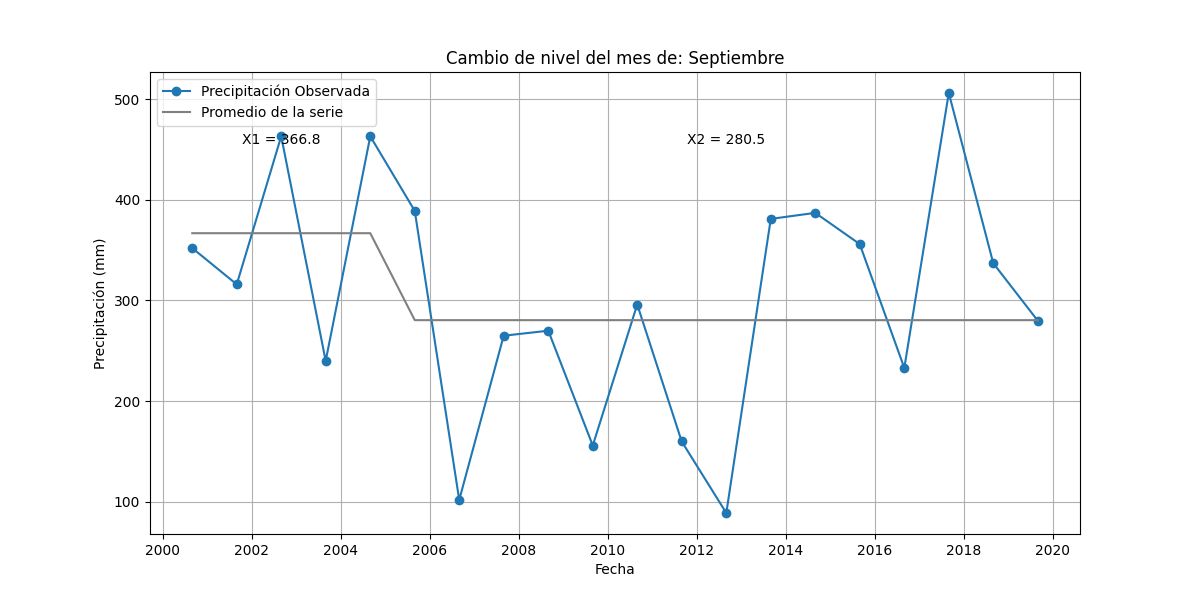 Cambio de nivel del mes de: Septiembre
Precipitación Observada
Promedio de la serie
X1 = 366.8
X2 = 280.5
500
400
300
200
100
Precipitación (mm)
2000 2002 2004 2006 2008 2010 2012 2014 2016 2018 2020
Fecha